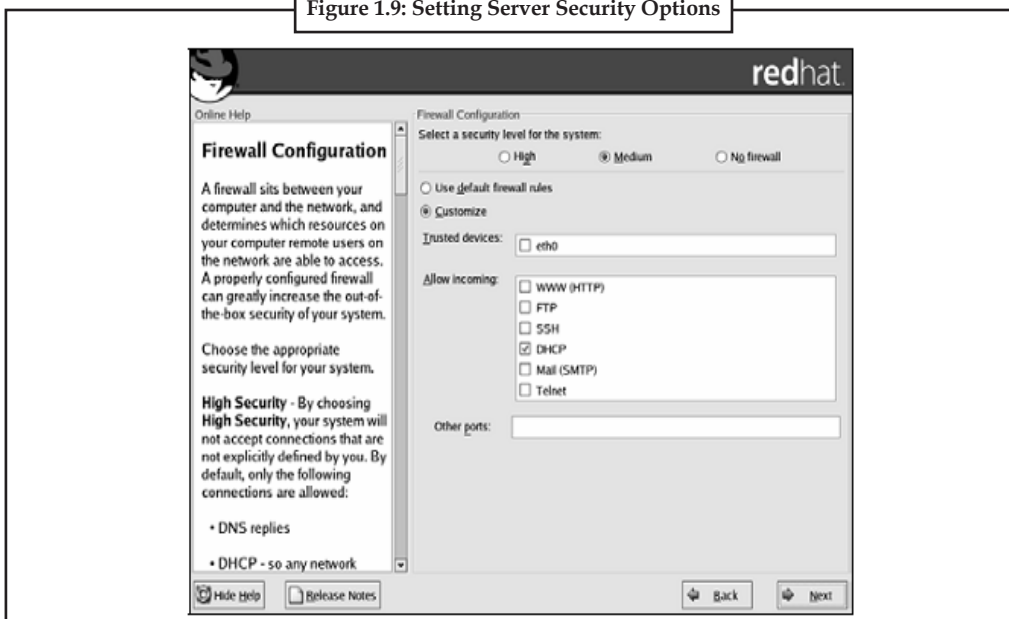 Figure 1.9: Setting Server Security Options
redhat.
Online Help
Firewall Configuration
A firewall sits between your
computer and the network, and
determines which resources on
your computer remote users on
the network are able to access.
A properly configured firewall
can greatly increase the out-of-
the-box security of your system.
Choose the appropriate
security level for your system.
High Security - By choosing
High Security, your system will
not accept connections that are
not explicitly defined by you. By
default, only the following
connections are allowed:
• DNS replies
• DHCP - so any network
Firewall Configuration
Select a security level for the system:
High
Medium
No firewall
Use default firewall rules
Customize
Trusted devices:
eth0
Allow incoming:
WWW (HTTP)
FTP
SSH
DHCP
Mail (SMTP)
Telnet
Other ports:
Hide Help
Release Notes
Back
Next